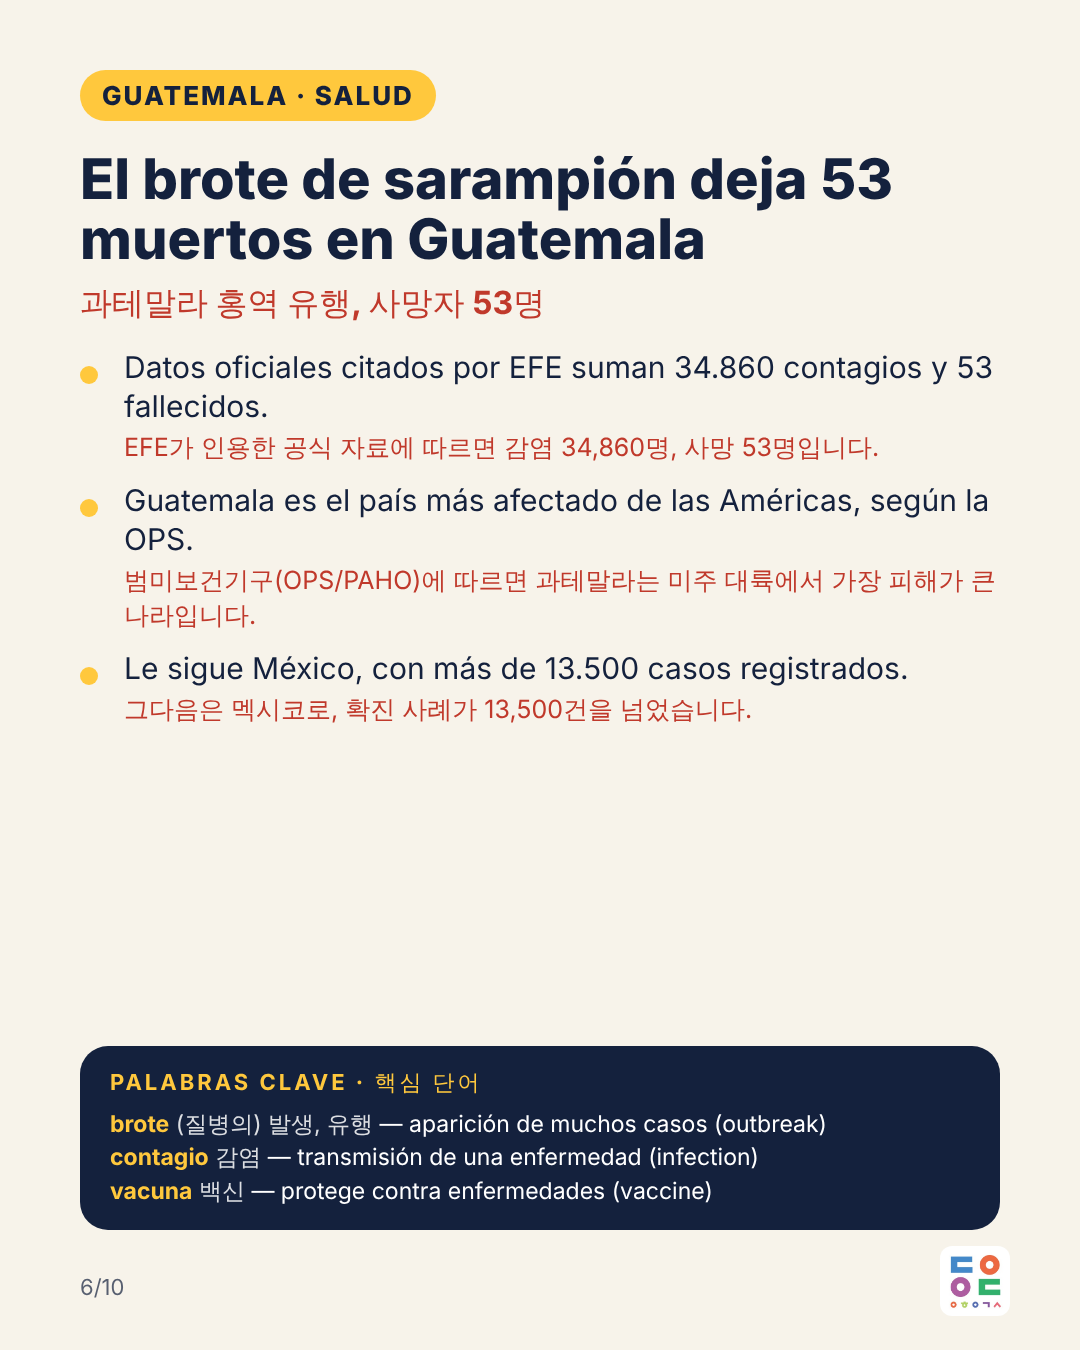 GUATEMALA · SALUD
El brote de sarampión deja 53
muertos en Guatemala
과테말라 홍역 유행, 사망자 53명
Datos oficiales citados por EFE suman 34.860 contagios y 53
fallecidos.
EFE가 인용한 공식 자료에 따르면 감염 34,860명, 사망 53명입니다.
Guatemala es el país más afectado de las Américas, según la
OPS.
범미보건기구(OPS/PAHO)에 따르면 과테말라는 미주 대륙에서 가장 피해가 큰
나라입니다.
Le sigue México, con más de 13.500 casos registrados.
그다음은 멕시코로, 확진 사례가 13,500건을 넘었습니다.
PALABRAS CLAVE · 핵심 단어
brote (질병의) 발생, 유행 — aparición de muchos casos (outbreak)
contagio 감염 — transmisión de una enfermedad (infection)
vacuna 백신 — protege contra enfermedades (vaccine)
6/10